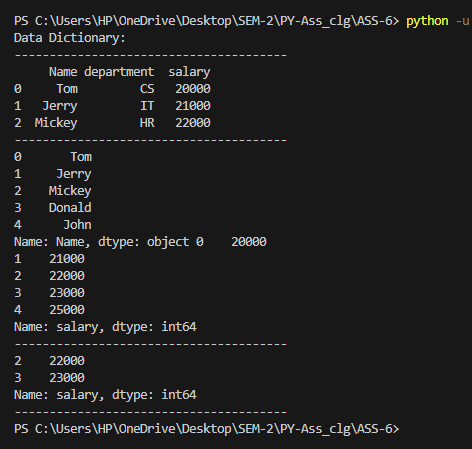 PS C:\Users\HP\OneDrive\Desktop\SEM-2\PY-Ass_clg\ASS-6> python -u
Data Dictionary:
---------------------------------------
     Name department  salary
0     Tom         CS   20000
1   Jerry         IT   21000
2  Mickey         HR   22000
---------------------------------------
0       Tom
1     Jerry
2    Mickey
3    Donald
4      John
Name: Name, dtype: object 0    20000
1    21000
2    22000
3    23000
4    25000
Name: salary, dtype: int64
---------------------------------------
2    22000
3    23000
Name: salary, dtype: int64
---------------------------------------
PS C:\Users\HP\OneDrive\Desktop\SEM-2\PY-Ass_clg\ASS-6>